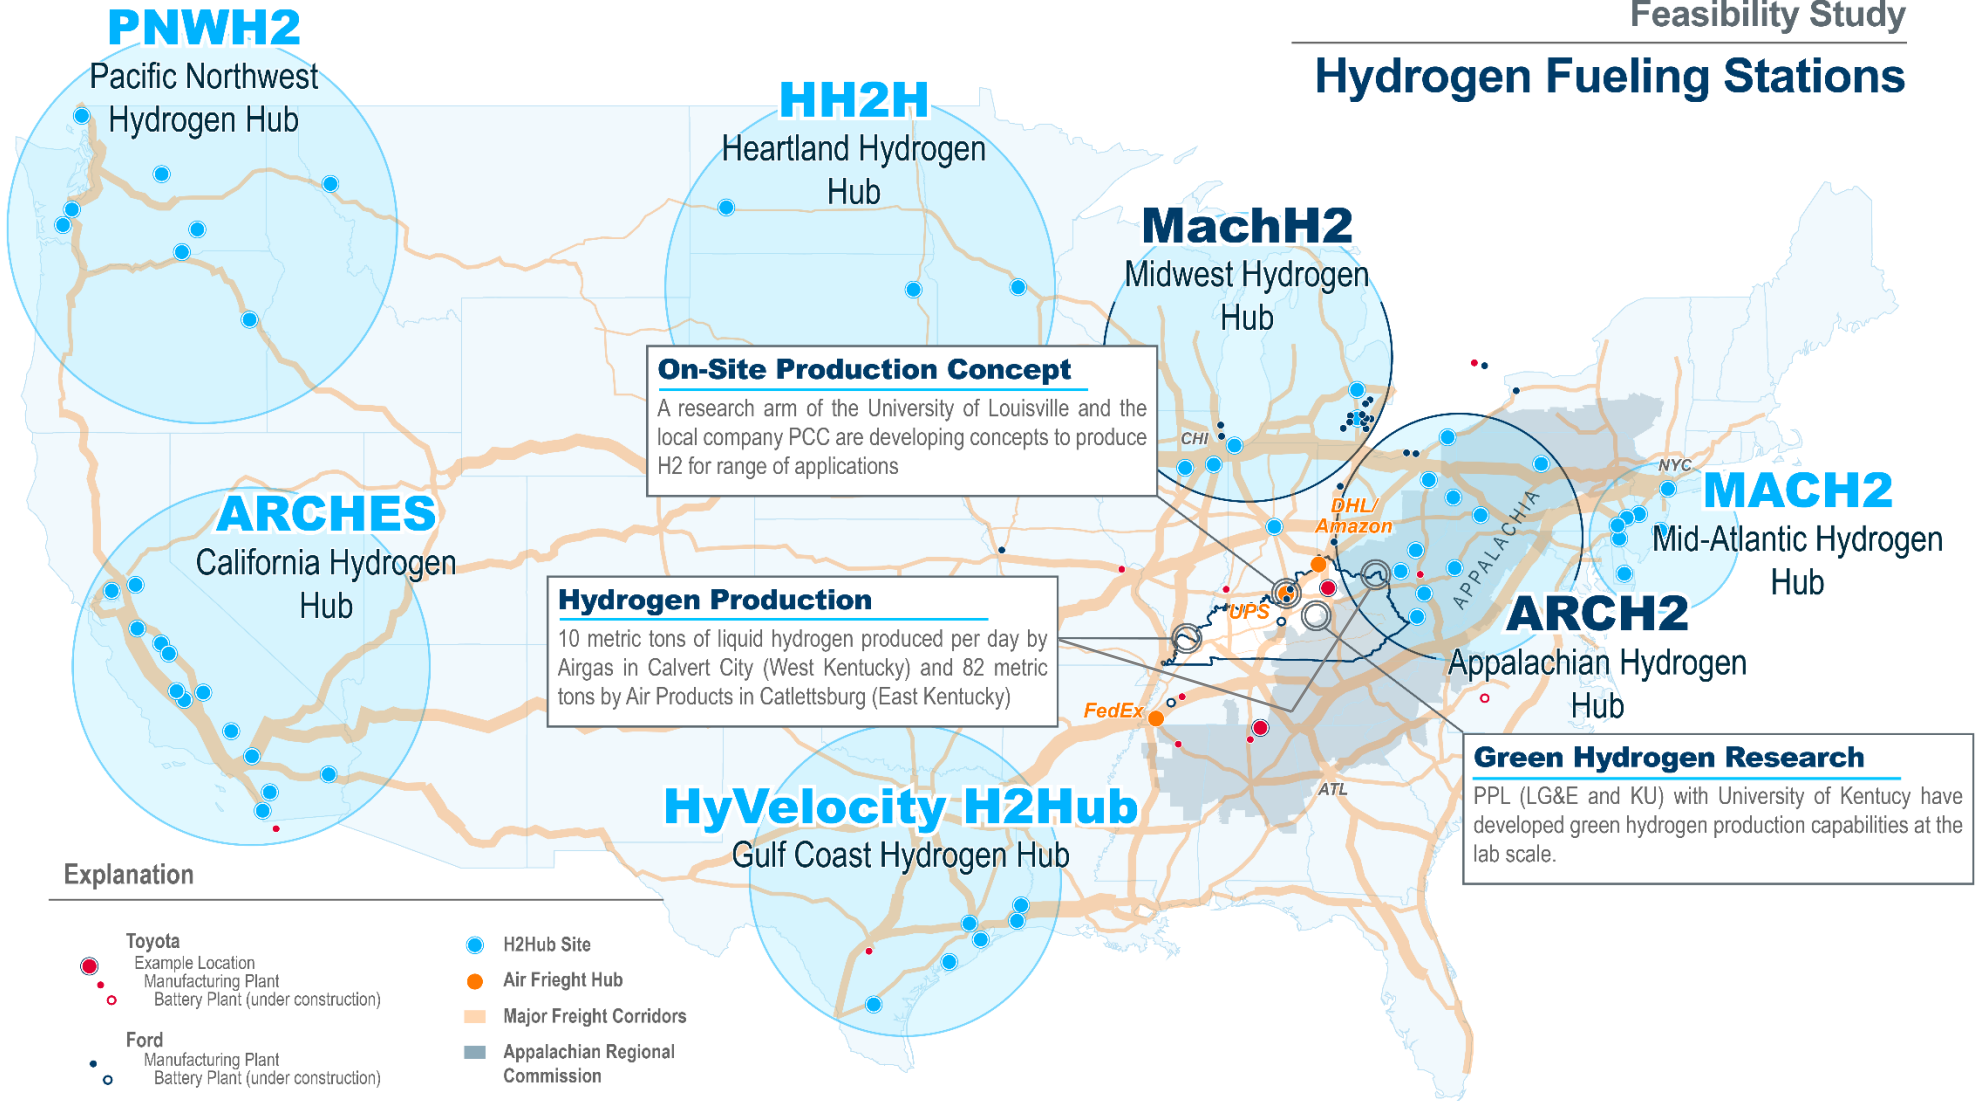 Feasibility Study
Hydrogen Fueling Stations
PNWH2
Pacific Northwest
Hydrogen Hub
HH2H
Heartland Hydrogen
Hub
MachH2
Midwest Hydrogen
Hub
On-Site Production Concept
A research arm of the University of Louisville and the
local company PCC are developing concepts to produce
H2 for range of applications
CHI
NYC
ARCHES
California Hydrogen
Hub
MACH2
Mid-Atlantic Hydrogen
Hub
DHL/
Amazon
APPALACHIA
Hydrogen Production
10 metric tons of liquid hydrogen produced per day by
Airgas in Calvert City (West Kentucky) and 82 metric
tons by Air Products in Catlettsburg (East Kentucky)
UPS
ARCH2
Appalachian Hydrogen
Hub
FedEx
Green Hydrogen Research
PPL (LG&E and KU) with University of Kentucy have
developed green hydrogen production capabilities at the
lab scale.
ATL
HyVelocity H2Hub
Gulf Coast Hydrogen Hub
Explanation
Toyota
Example Location
Manufacturing Plant
Battery Plant (under construction)
Ford
Manufacturing Plant
Battery Plant (under construction)
H2Hub Site
Air Frieght Hub
Major Freight Corridors
Appalachian Regional
Commission